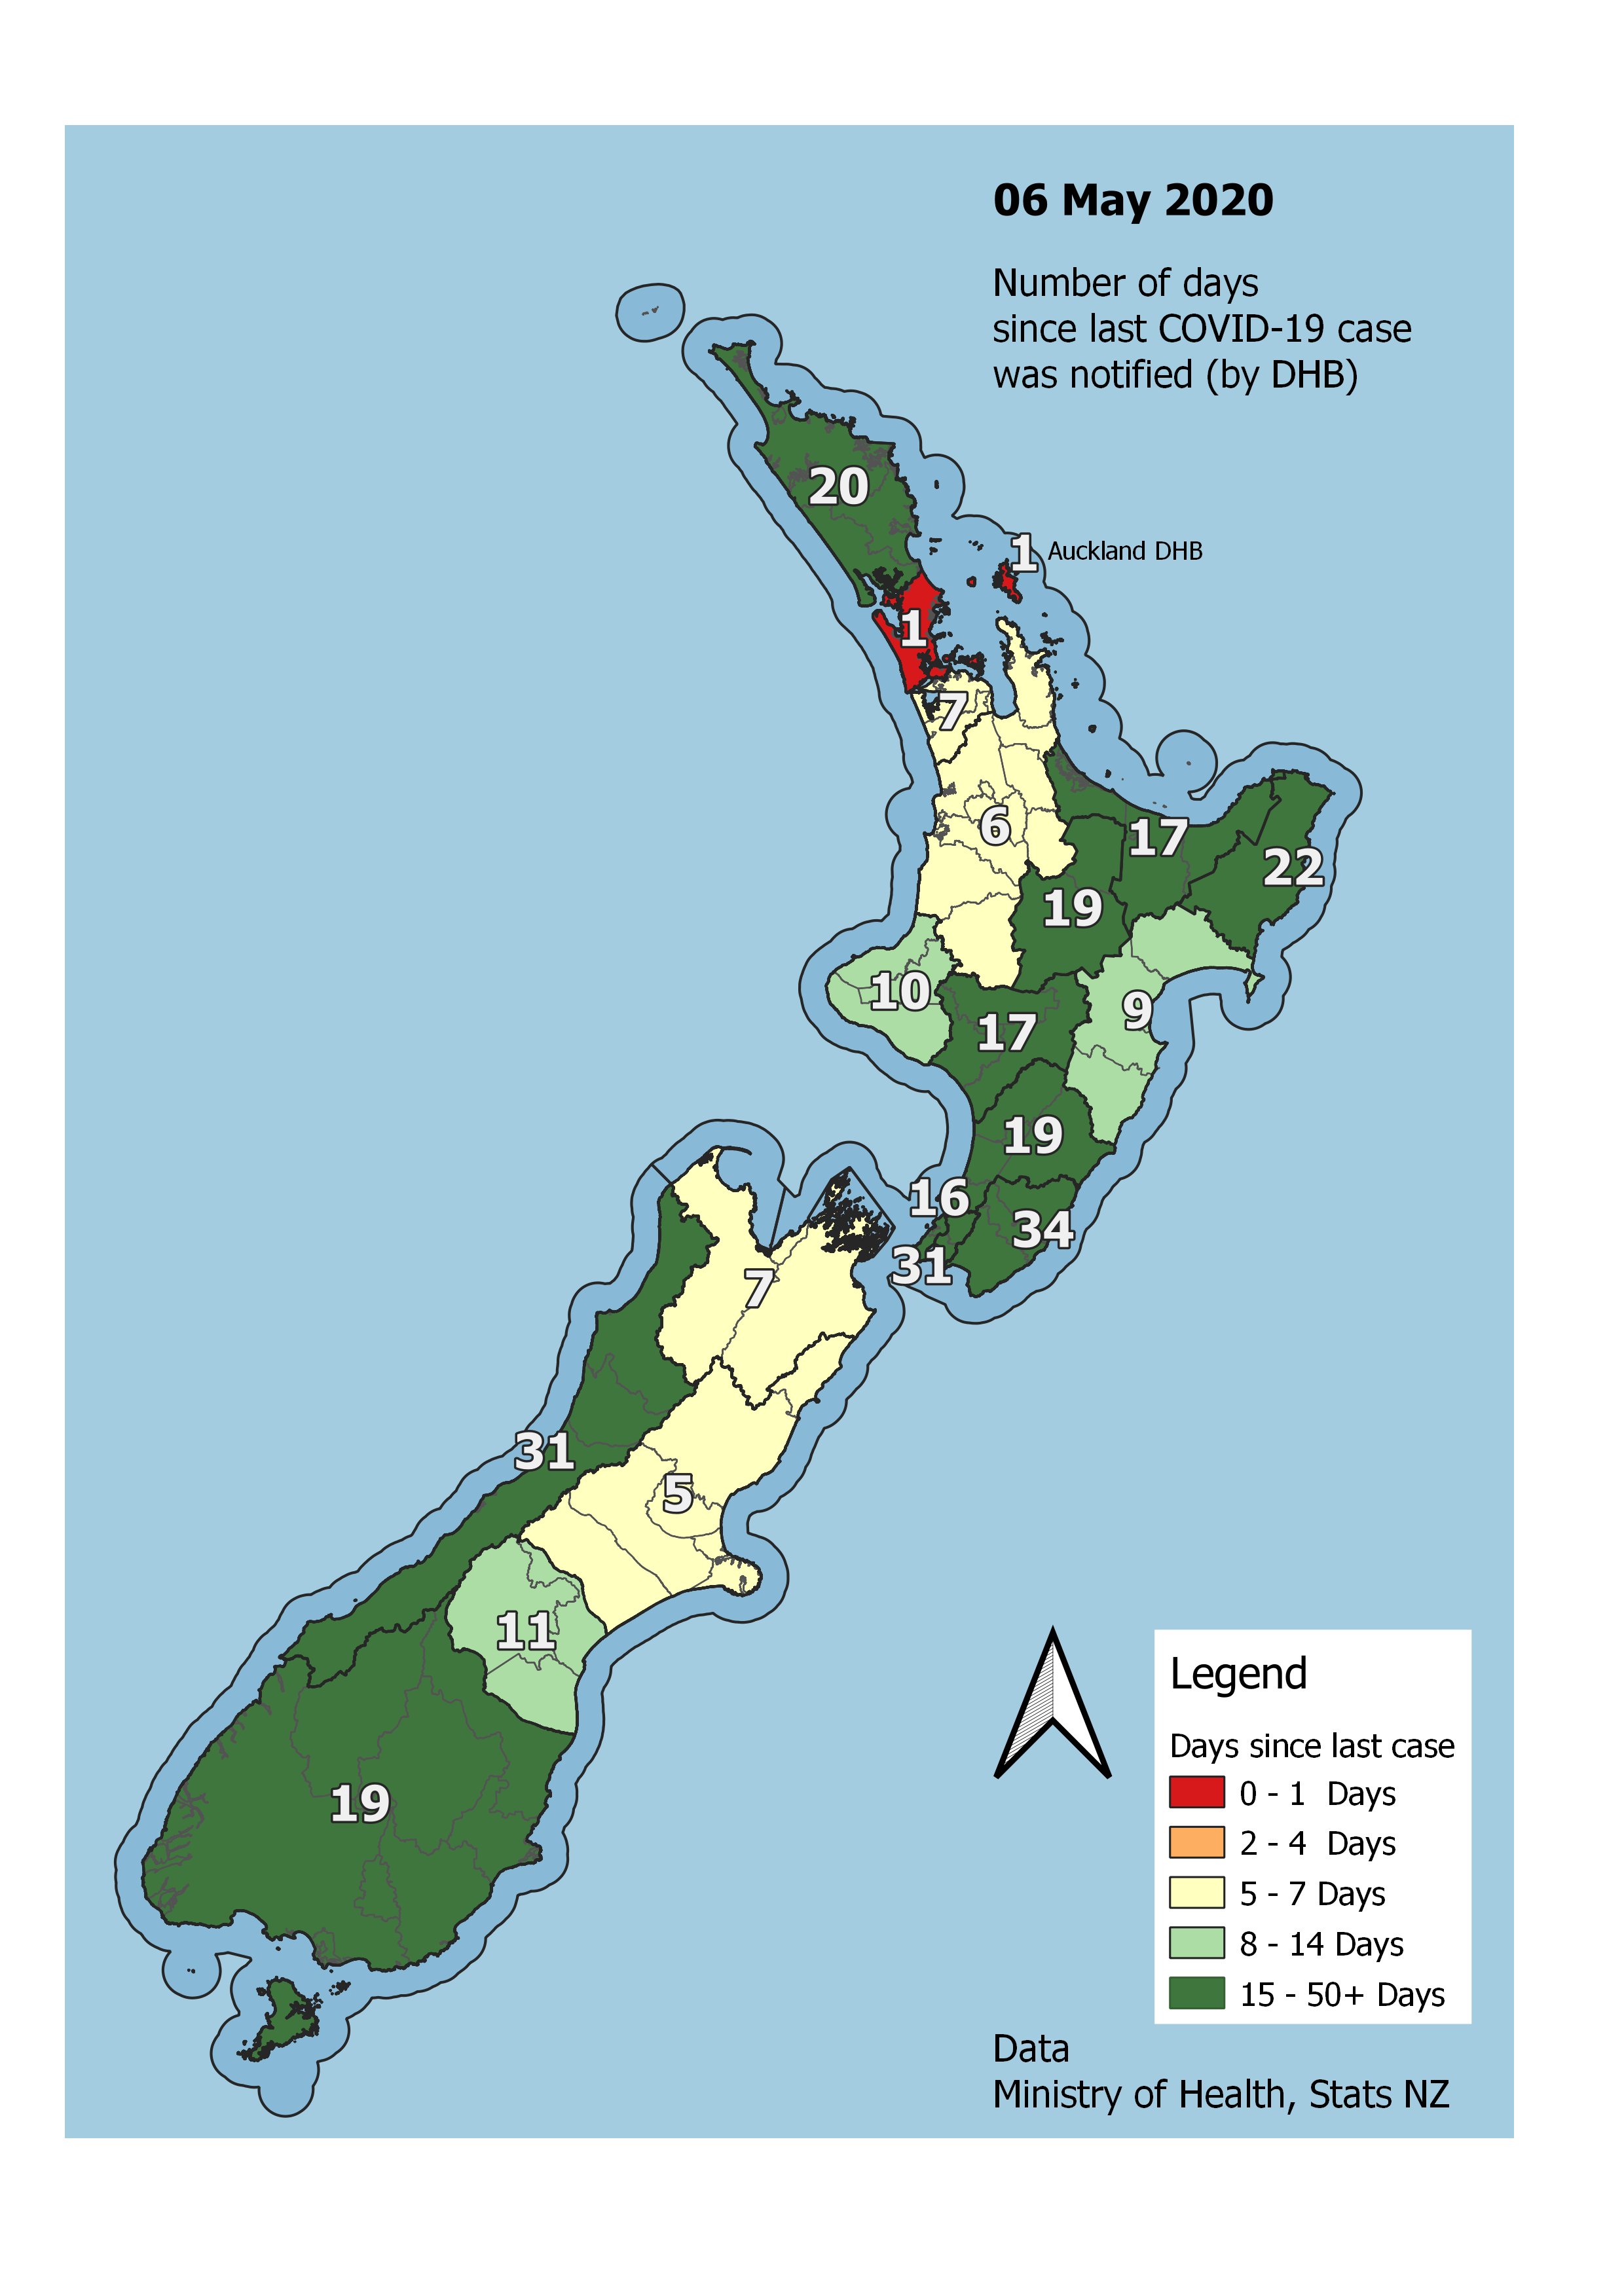 06 May 2020
Number of days
since last COVID-19 case
was notified (by DHB)
20
1 Auckland DHB
1
7
6
17
22
19
10
9
17
19
16
34
31
7
31
5
11
19
Legend
Days since last case
0 - 1 Days
2 - 4 Days
5 - 7 Days
8 - 14 Days
15 - 50+ Days
Data
Ministry of Health, Stats NZ